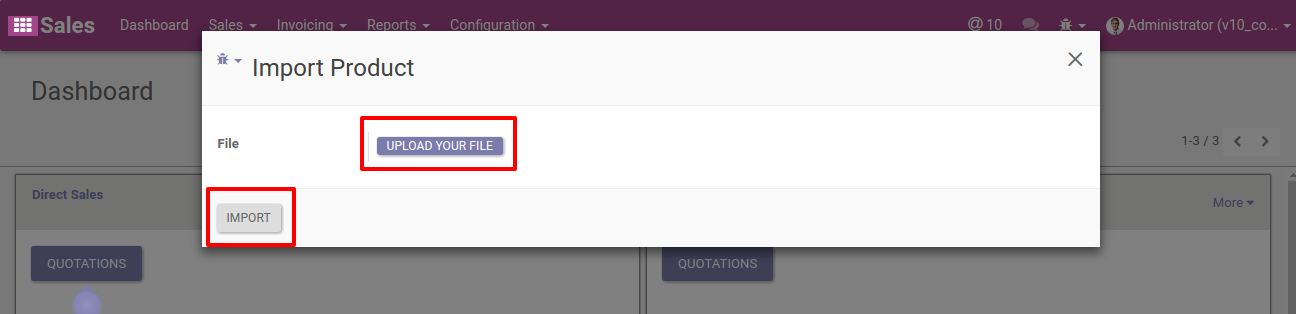 Sales Dashboard Sales Invoicing Reports Configuration @ 10 Administrator (v10_co...
Import Product
Dashboard
File UPLOAD YOUR FILE
1-3 / 3
Direct Sales
More
IMPORT
QUOTATIONS QUOTATIONS